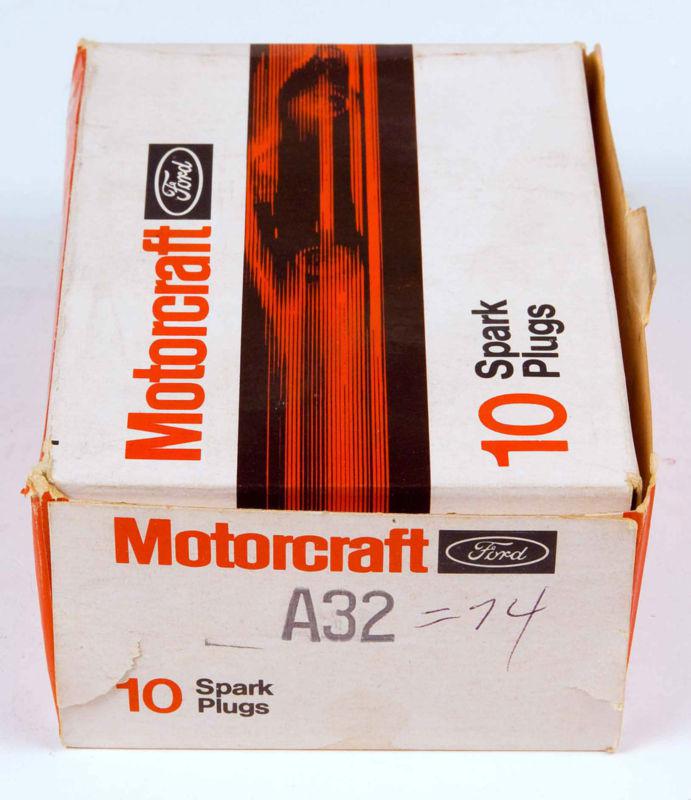 Motorcraft Ford
10 Spark
Plugs
Motorcraft Ford
A32 = 14
10 Spark
Plugs